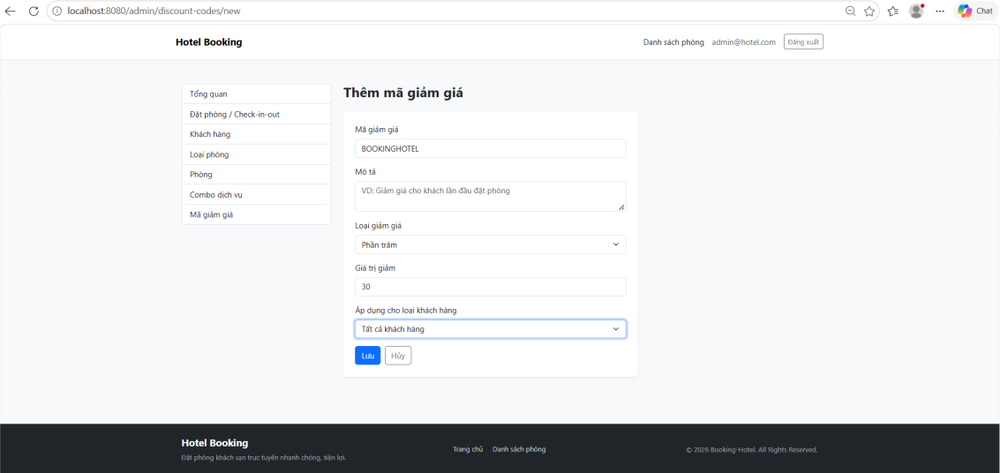 localhost:8080/admin/discount-codes/new
Chat
Hotel Booking
Danh sách phòng admin@hotel.com Đăng xuất
Tổng quan
Đặt phòng / Check-in-out
Khách hàng
Loại phòng
Phòng
Combo dịch vụ
Mã giảm giá
Thêm mã giảm giá
Mã giảm giá
BOOKINGHOTEL
Mô tả
VD: Giảm giá cho khách lần đầu đặt phòng
Loại giảm giá
Phần trăm
Giá trị giảm
30
Áp dụng cho loại khách hàng
Tất cả khách hàng
Lưu Hủy
Hotel Booking
Đặt phòng khách sạn trực tuyến nhanh chóng, tiện lợi.
Trang chủ Danh sách phòng
© 2026 Booking-Hotel. All Rights Reserved.